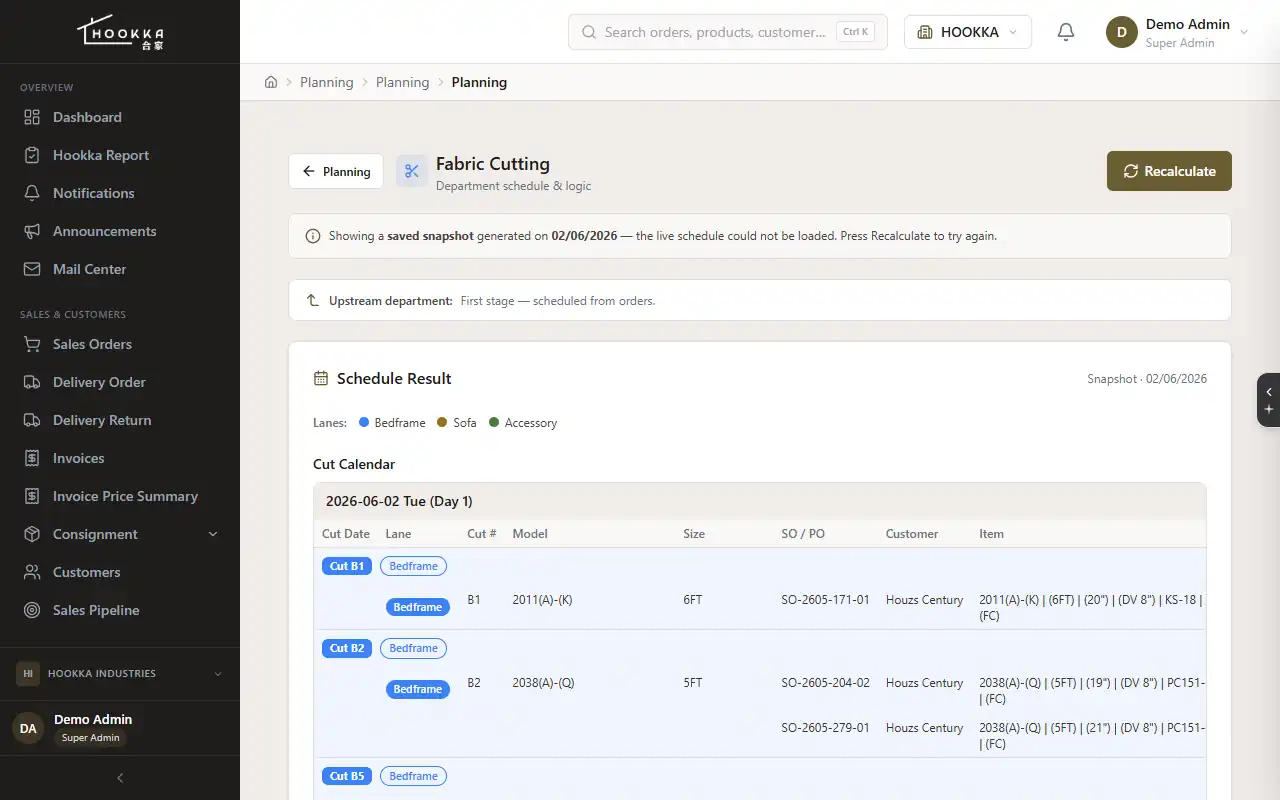 HOOKKA
合家
Search orders, products, customer... Ctrl K
HOOKKA
D
Demo Admin
Super Admin
OVERVIEW
Dashboard
Hookka Report
Notifications
Announcements
Mail Center
SALES & CUSTOMERS
Sales Orders
Delivery Order
Delivery Return
Invoices
Invoice Price Summary
Consignment
Customers
Sales Pipeline
HI HOOKKA INDUSTRIES
DA
Demo Admin
Super Admin
Planning Planning Planning
Planning
Fabric Cutting
Department schedule & logic
Recalculate
Showing a saved snapshot generated on 02/06/2026 — the live schedule could not be loaded. Press Recalculate to try again.
Upstream department: First stage — scheduled from orders.
Schedule Result
Snapshot · 02/06/2026
Lanes: Bedframe Sofa Accessory
Cut Calendar
2026-06-02 Tue (Day 1)
Cut Date Lane Cut # Model Size SO / PO Customer Item
Cut B1 Bedframe
Bedframe B1 2011(A)-(K) 6FT SO-2605-171-01 Houzs Century 2011(A)-(K) | (6FT) | (20") | (DV 8") | KS-18 |
(FC)
Cut B2 Bedframe
Bedframe B2 2038(A)-(Q) 5FT SO-2605-204-02 Houzs Century 2038(A)-(Q) | (5FT) | (19") | (DV 8") | PC151-
| (FC)
SO-2605-279-01 Houzs Century 2038(A)-(Q) | (5FT) | (21") | (DV 8") | PC151-
| (FC)
Cut B5 Bedframe